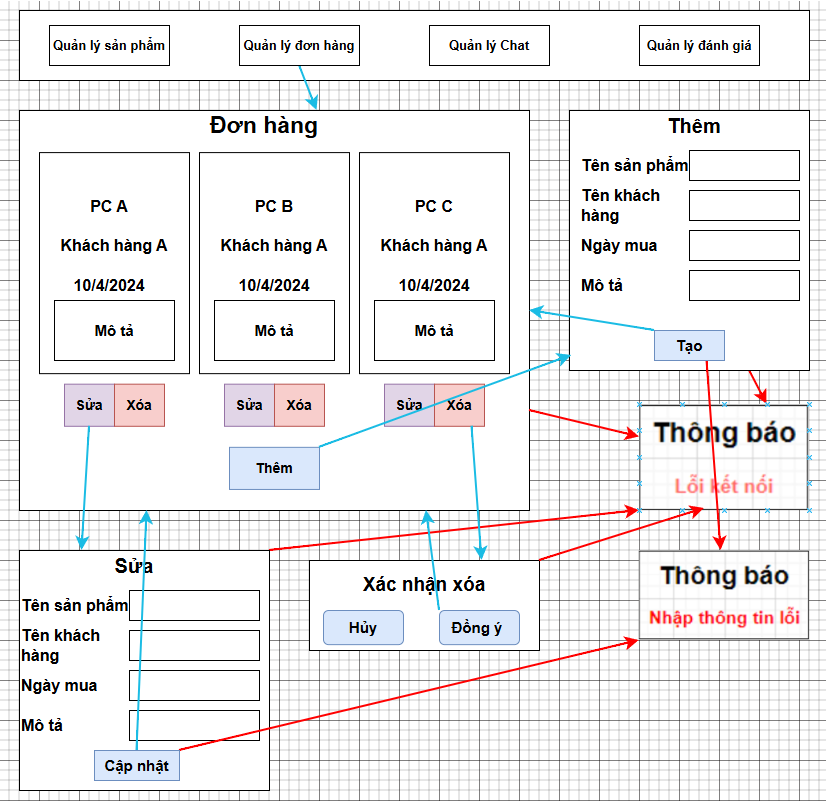 Quản lý sản phẩm
Quản lý đơn hàng
Quản lý Chat
Quản lý đánh giá
Đơn hàng
PC A
Khách hàng A
10/4/2024
Mô tả
PC B
Khách hàng A
10/4/2024
Mô tả
PC C
Khách hàng A
10/4/2024
Mô tả
Sửa
Xóa
Sửa
Xóa
Sửa
Xóa
Thêm
Thêm
Tên sản phẩm
Tên khách
hàng
Ngày mua
Mô tả
Tạo
Thông báo
Lỗi kết nối
Thông báo
Nhập thông tin lỗi
Sửa
Tên sản phẩm
Tên khách
hàng
Ngày mua
Mô tả
Cập nhật
Xác nhận xóa
Hủy
Đồng ý